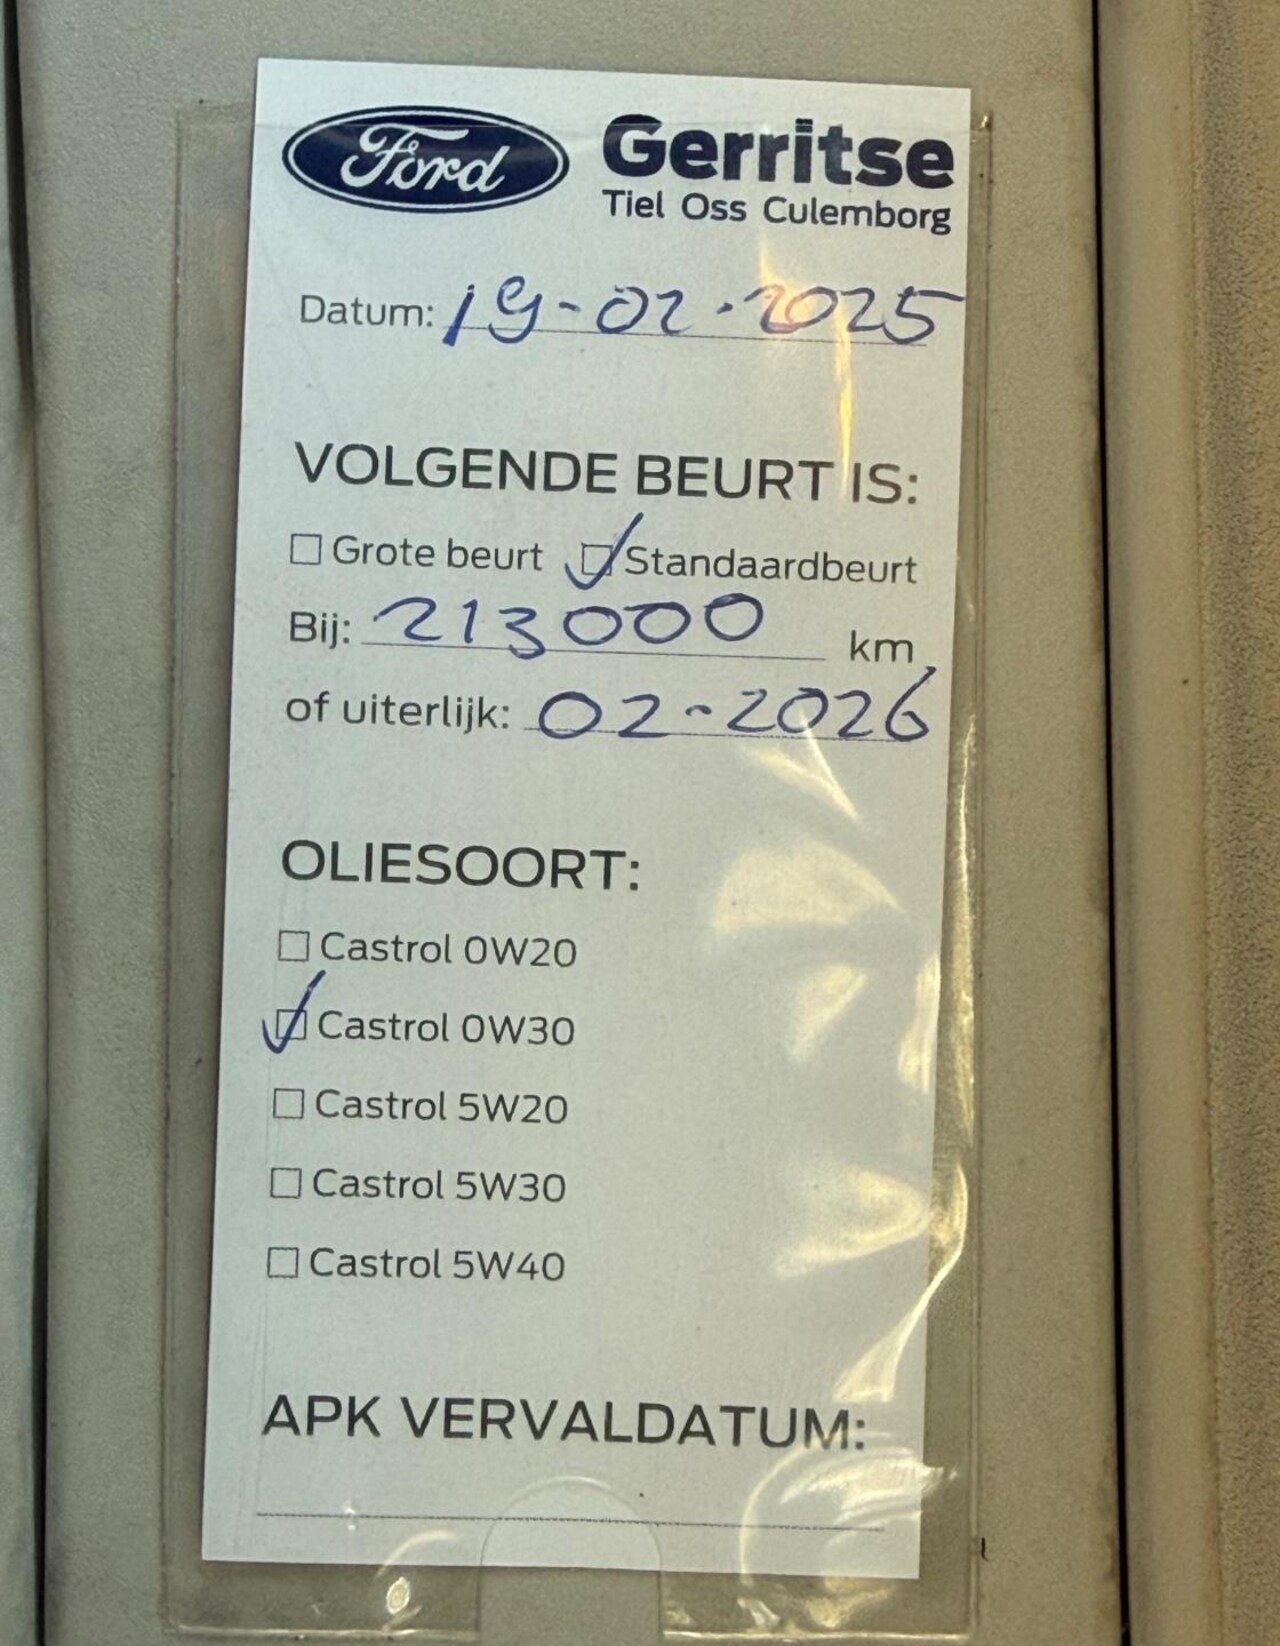 Ford Gerritse
Tiel Oss Culemborg
Datum: 19-02-2025
VOLGENDE BEURT IS:
☐ Grote beurt ☑ Standaardbeurt
Bij: 213000 km
of uiterlijk: 02-2026
OLIESOORT:
☐ Castrol 0W20
☑ Castrol 0W30
☐ Castrol 5W20
☐ Castrol 5W30
☐ Castrol 5W40
APK VERVALDATUM: